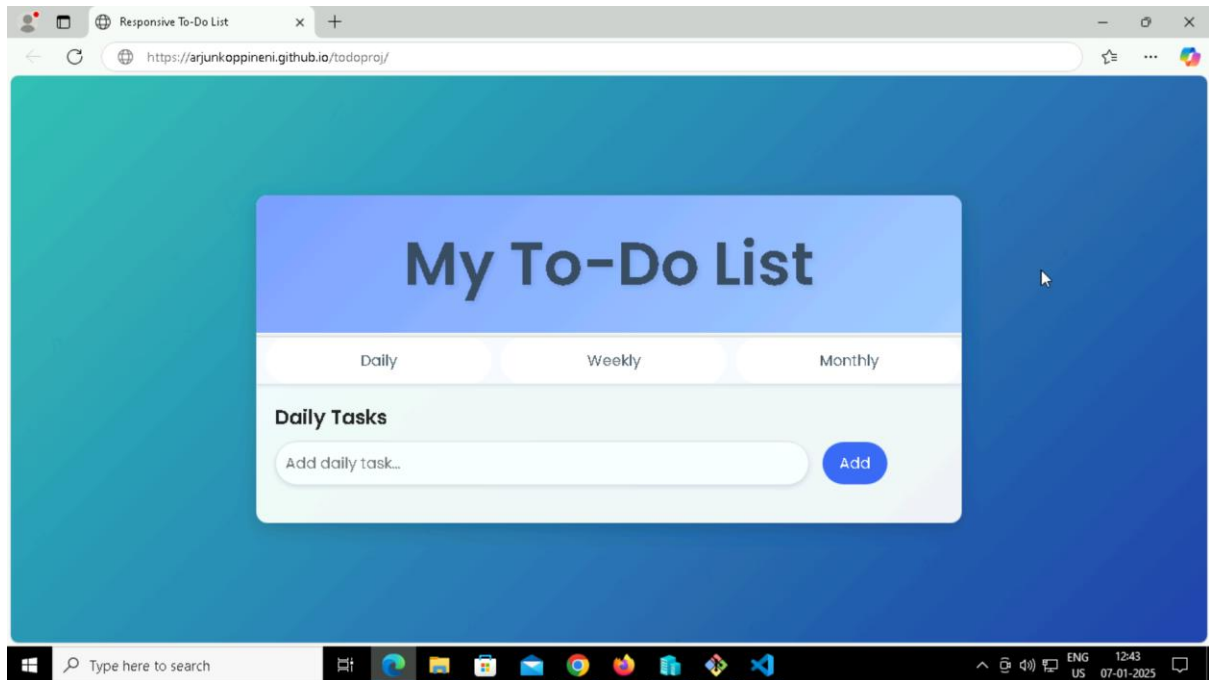 Responsive To-Do List
https://arjunkoppineni.github.io/todoproj/
My To-Do List
Daily Weekly Monthly
Daily Tasks
Add daily task... Add
Type here to search
ENG 12:43
US 07-01-2025